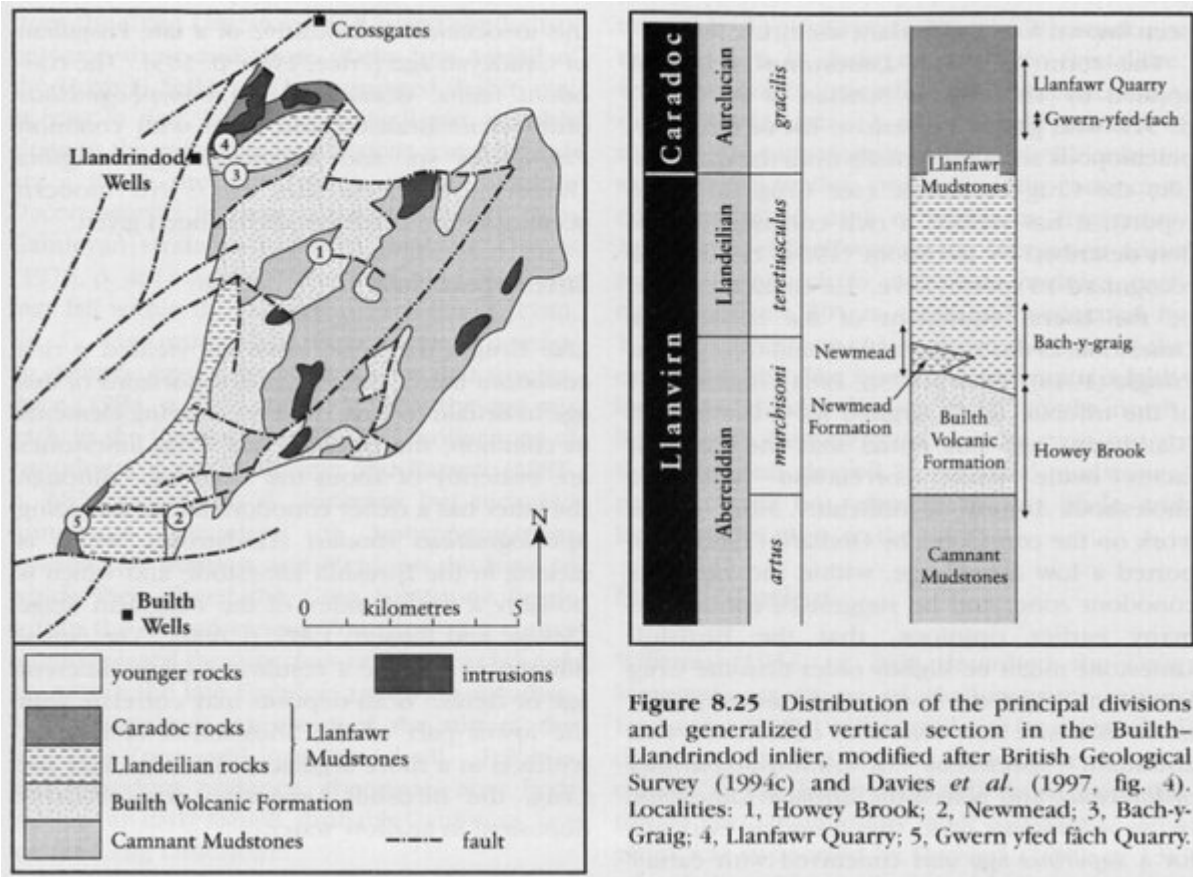 Crossgates
Llandrindod
Wells
4
3
1
5
2
N
Builth
Wells
0 kilometres 5
younger rocks
intrusions
Caradoc rocks
Llandeilian rocks
Llanfawr
Mudstones
Builth Volcanic Formation
Camnant Mudstones
fault
Caradoc
Aurelucian
gracilis
Llanvirn
Llandeilian
teretiusculus
Abereiddian
murchisoni
artus
Llanfawr Quarry
Gwern-yfed-fach
Llanfawr
Mudstones
Bach-y-graig
Newmead
Newmead
Formation
Builth
Volcanic
Formation
Howey Brook
Camnant
Mudstones
Figure 8.25 Distribution of the principal divisions
and generalized vertical section in the Builth–
Llandrindod inlier, modified after British Geological
Survey (1994c) and Davies et al. (1997, fig. 4).
Localities: 1, Howey Brook; 2, Newmead; 3, Bach-y-
Graig; 4, Llanfawr Quarry; 5, Gwern yfed fâch Quarry.